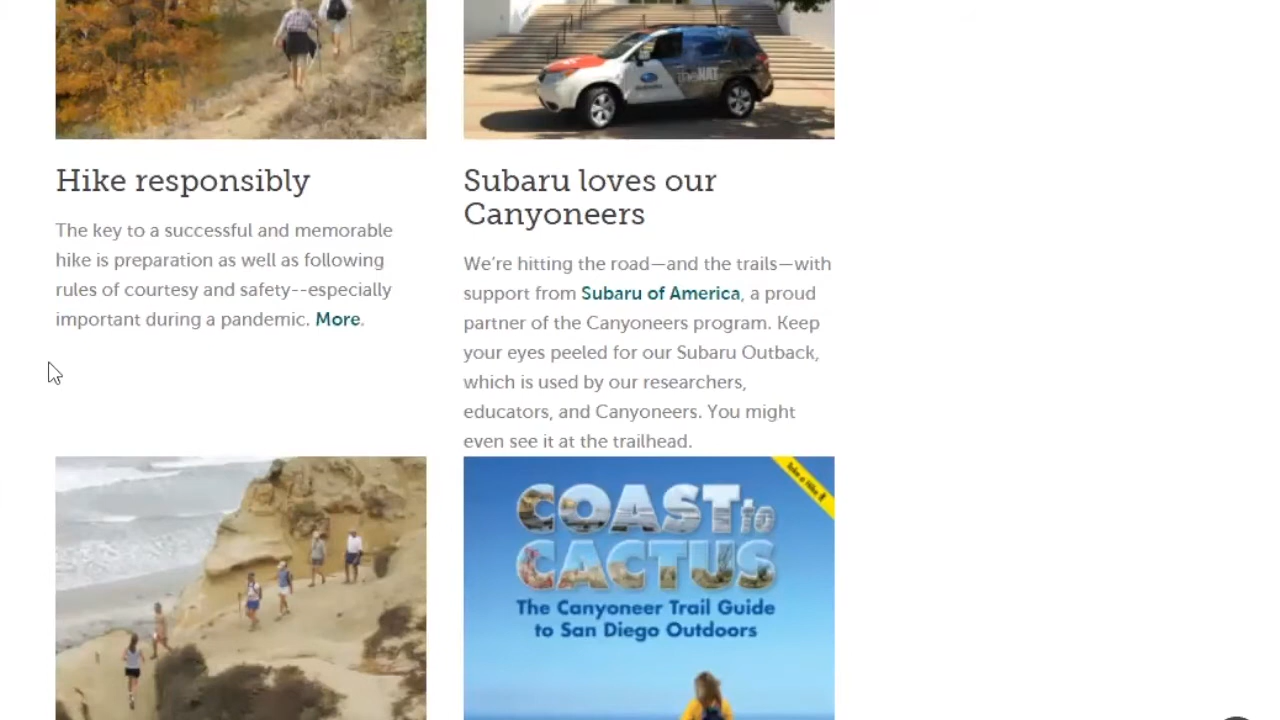 theNAT
Hike responsibly
The key to a successful and memorable
hike is preparation as well as following
rules of courtesy and safety--especially
important during a pandemic. More.
Subaru loves our
Canyoneers
We're hitting the road—and the trails—with
support from Subaru of America, a proud
partner of the Canyoneers program. Keep
your eyes peeled for our Subaru Outback,
which is used by our researchers,
educators, and Canyoneers. You might
even see it at the trailhead.
Take a Hike
COAST to
CACTUS
The Canyoneer Trail Guide
to San Diego Outdoors